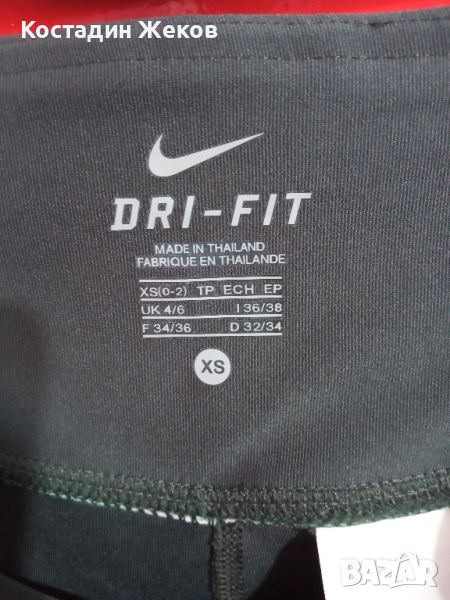 Костадин Жеков
DRI-FIT
MADE IN THAILAND
FABRIQUE EN THAILANDE
XS(0-2) TP ECH EP
UK 4/6 I 36/38
F 34/36 D 32/34
XS
BAZAR